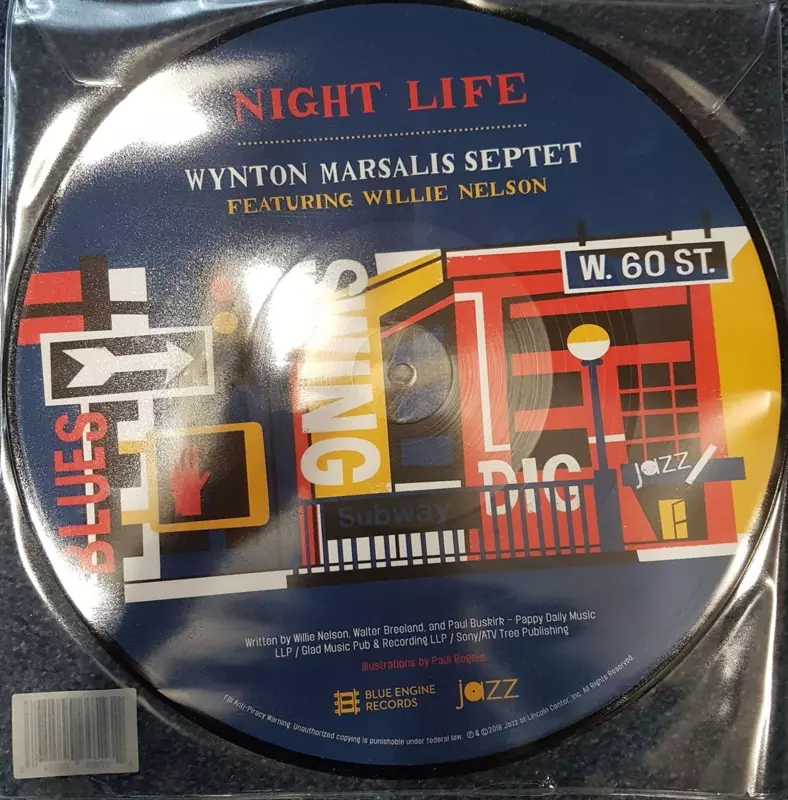 NIGHT LIFE
WYNTON MARSALIS SEPTET
FEATURING WILLIE NELSON
W. 60 ST.
SWING
BLUES
DIG
jazz
Subway
Written by Willie Nelson, Walter Breeland, and Paul Buskirk – Pappy Daily Music
LLP / Glad Music Pub & Recording LLP / Sony/ATV Tree Publishing
Illustrations by Paul Rogers
BLUE ENGINE
RECORDS
jazz
FBI Anti-Piracy Warning: Unauthorized copying is punishable under federal law. ℗ & ©2018 Jazz at Lincoln Center, Inc. All Rights Reserved.